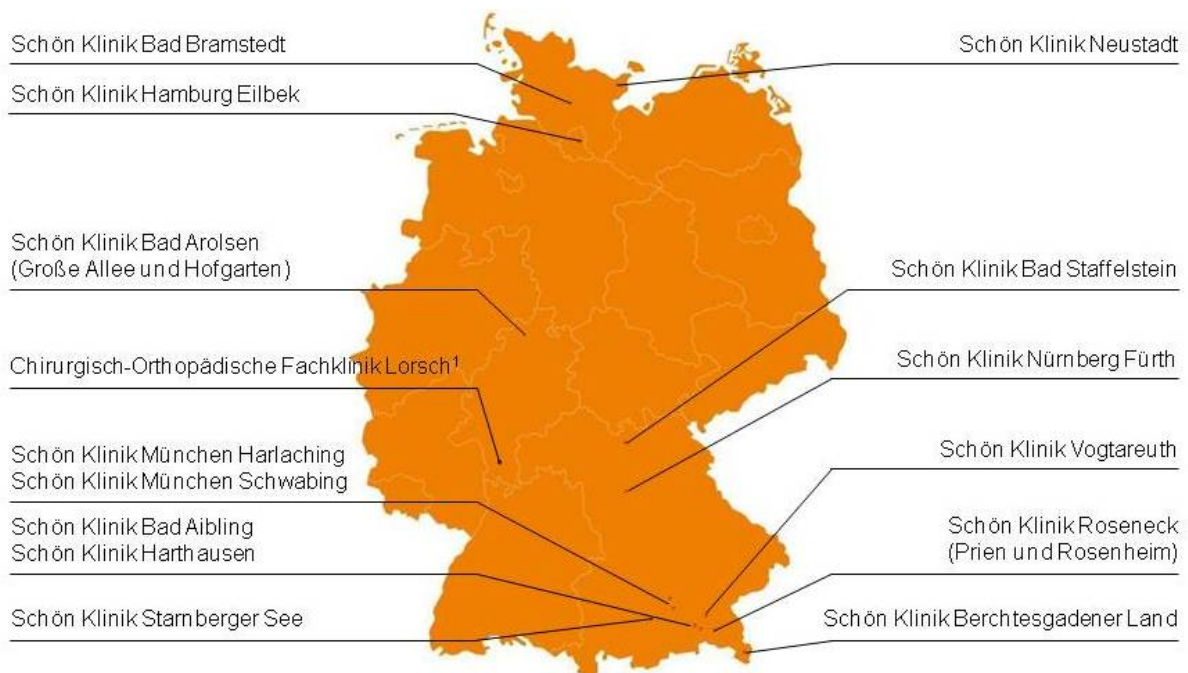 Schön Klinik Bad Bramstedt
Schön Klinik Neustadt
Schön Klinik Hamburg Eilbek
Schön Klinik Bad Arolsen
(Große Allee und Hofgarten)
Schön Klinik Bad Staffelstein
Chirurgisch-Orthopädische Fachklinik Lorsch¹
Schön Klinik Nürnberg Fürth
Schön Klinik München Harlaching
Schön Klinik München Schwabing
Schön Klinik Vogtareuth
Schön Klinik Bad Aibling
Schön Klinik Harthausen
Schön Klinik Roseneck
(Prien und Rosenheim)
Schön Klinik Starnberger See
Schön Klinik Berchtesgadener Land